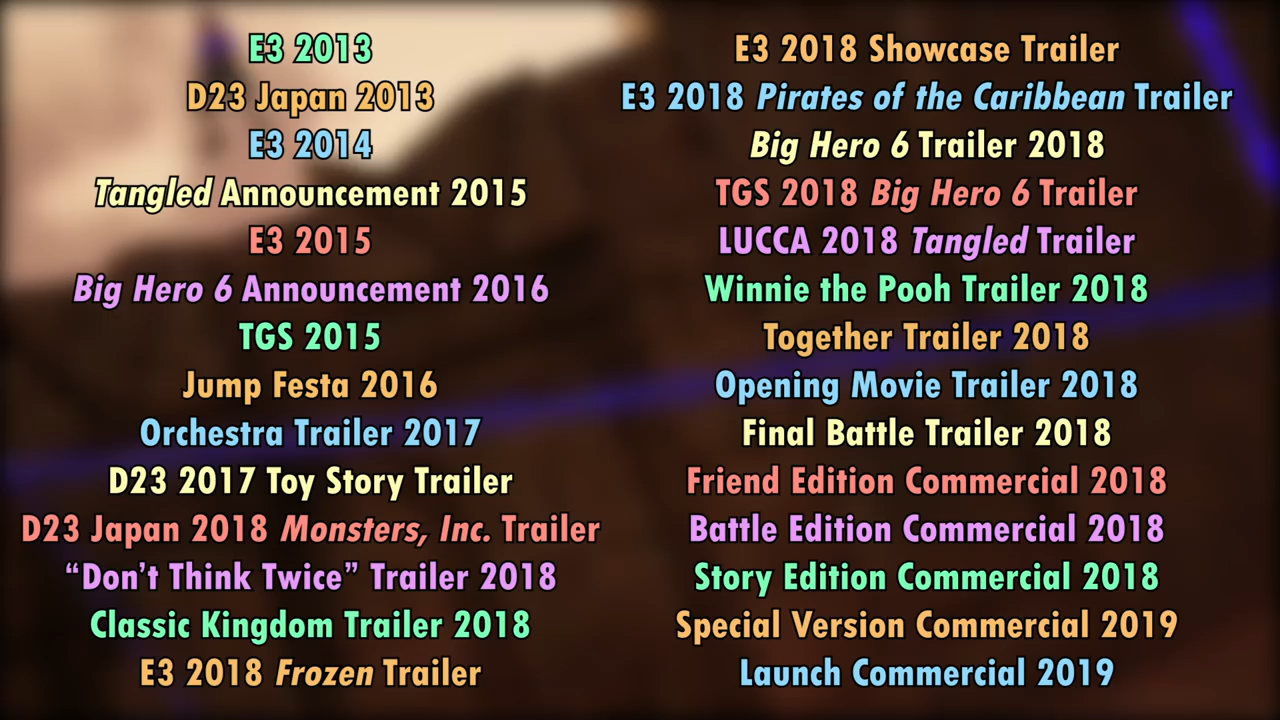 E3 2013
D23 Japan 2013
E3 2014
Tangled Announcement 2015
E3 2015
Big Hero 6 Announcement 2016
TGS 2015
Jump Festa 2016
Orchestra Trailer 2017
D23 2017 Toy Story Trailer
D23 Japan 2018 Monsters, Inc. Trailer
“Don’t Think Twice” Trailer 2018
Classic Kingdom Trailer 2018
E3 2018 Frozen Trailer
E3 2018 Showcase Trailer
E3 2018 Pirates of the Caribbean Trailer
Big Hero 6 Trailer 2018
TGS 2018 Big Hero 6 Trailer
LUCCA 2018 Tangled Trailer
Winnie the Pooh Trailer 2018
Together Trailer 2018
Opening Movie Trailer 2018
Final Battle Trailer 2018
Friend Edition Commercial 2018
Battle Edition Commercial 2018
Story Edition Commercial 2018
Special Version Commercial 2019
Launch Commercial 2019